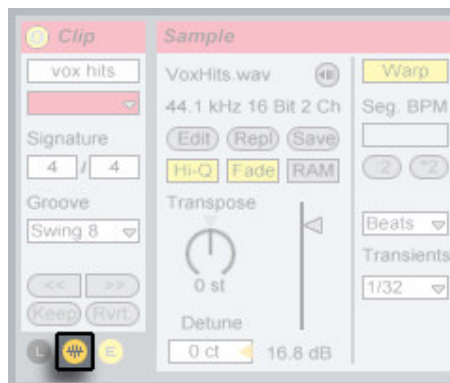 Clip
vox hits
Signature
4 / 4
Groove
Swing 8
<< >>
Keep Rvrt.
L E
Sample
VoxHits.wav
44.1 kHz 16 Bit 2 Ch
Edit Repl Save
Hi-Q Fade RAM
Transpose
0 st
Detune
0 ct 16.8 dB
Warp
Seg. BPM
:2 *2
Beats
Transients
1/32